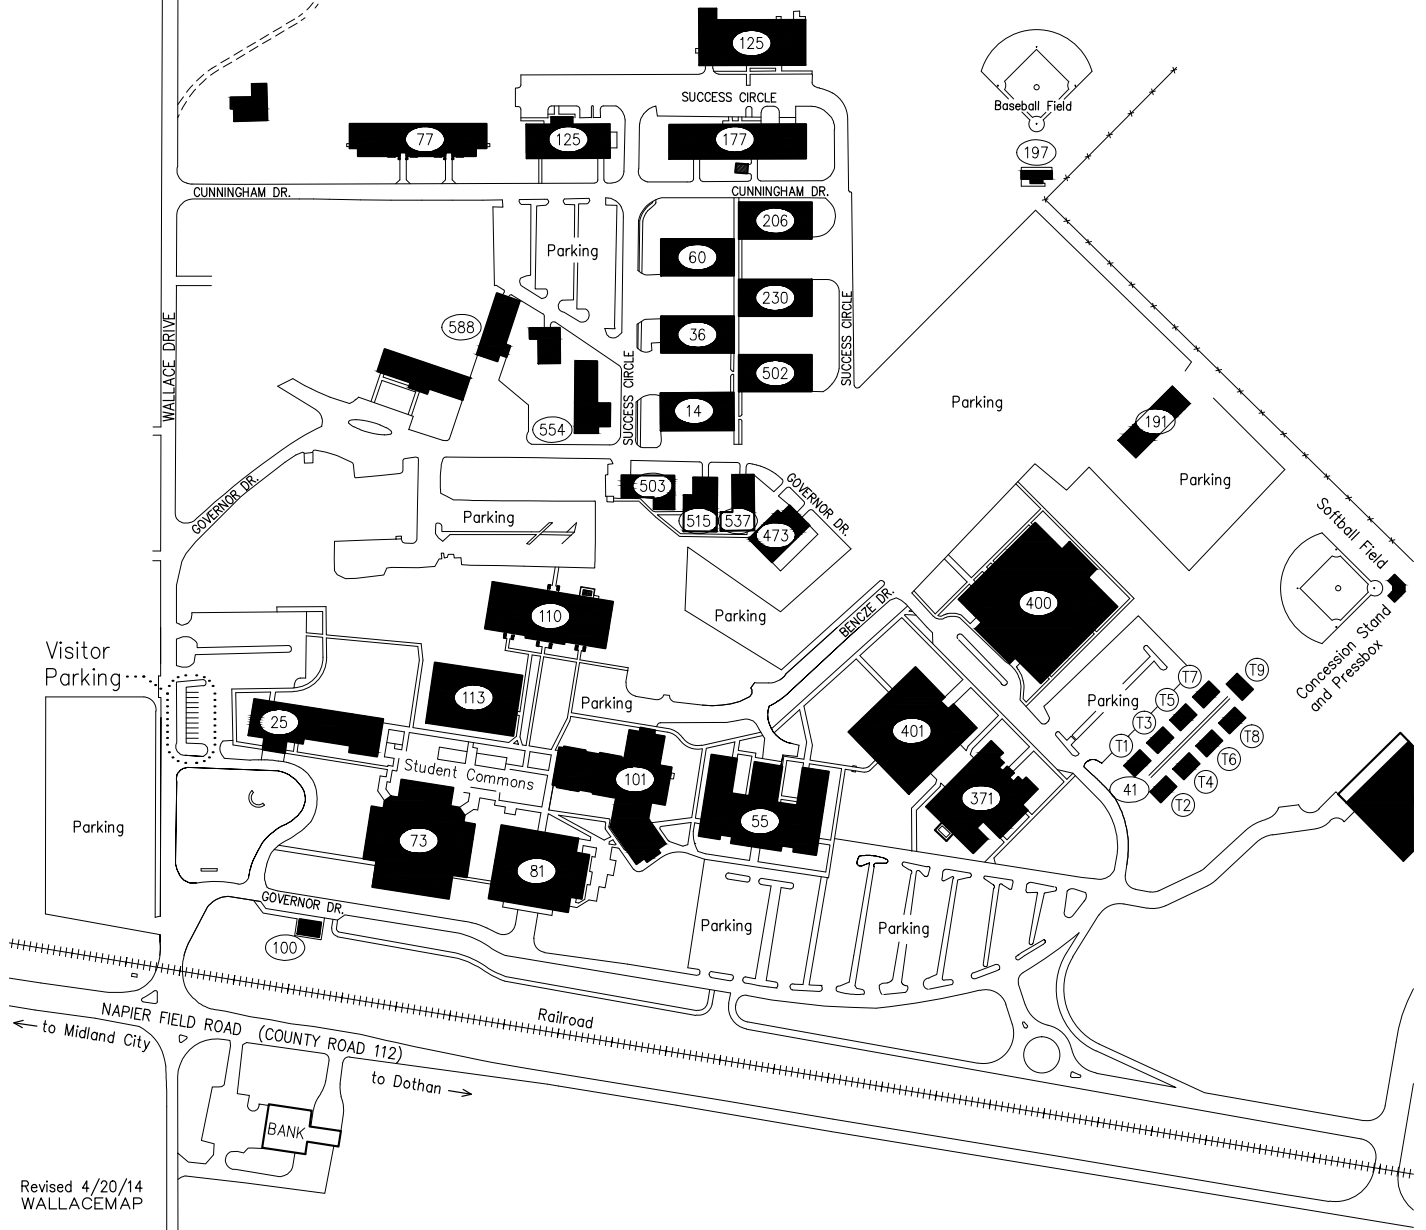 125
SUCCESS CIRCLE
Baseball Field
77
125
177
197
CUNNINGHAM DR.
CUNNINGHAM DR.
206
Parking
60
230
SUCCESS CIRCLE
588
36
WALLACE DRIVE
502
SUCCESS CIRCLE
14
554
Parking
191
Parking
503
GOVERNOR DR.
GOVERNOR DR.
515
537
473
Parking
Softball Field
400
110
Parking
BENCZE DR.
Concession Stand
and Pressbox
Visitor
Parking
113
Parking
Parking
T9
T7
T5
T3
T1
T8
T6
T4
T2
41
25
401
Student Commons
101
371
55
Parking
73
81
GOVERNOR DR.
100
Parking
Parking
Railroad
NAPIER FIELD ROAD (COUNTY ROAD 112)
← to Midland City
to Dothan →
BANK
Revised 4/20/14
WALLACEMAP